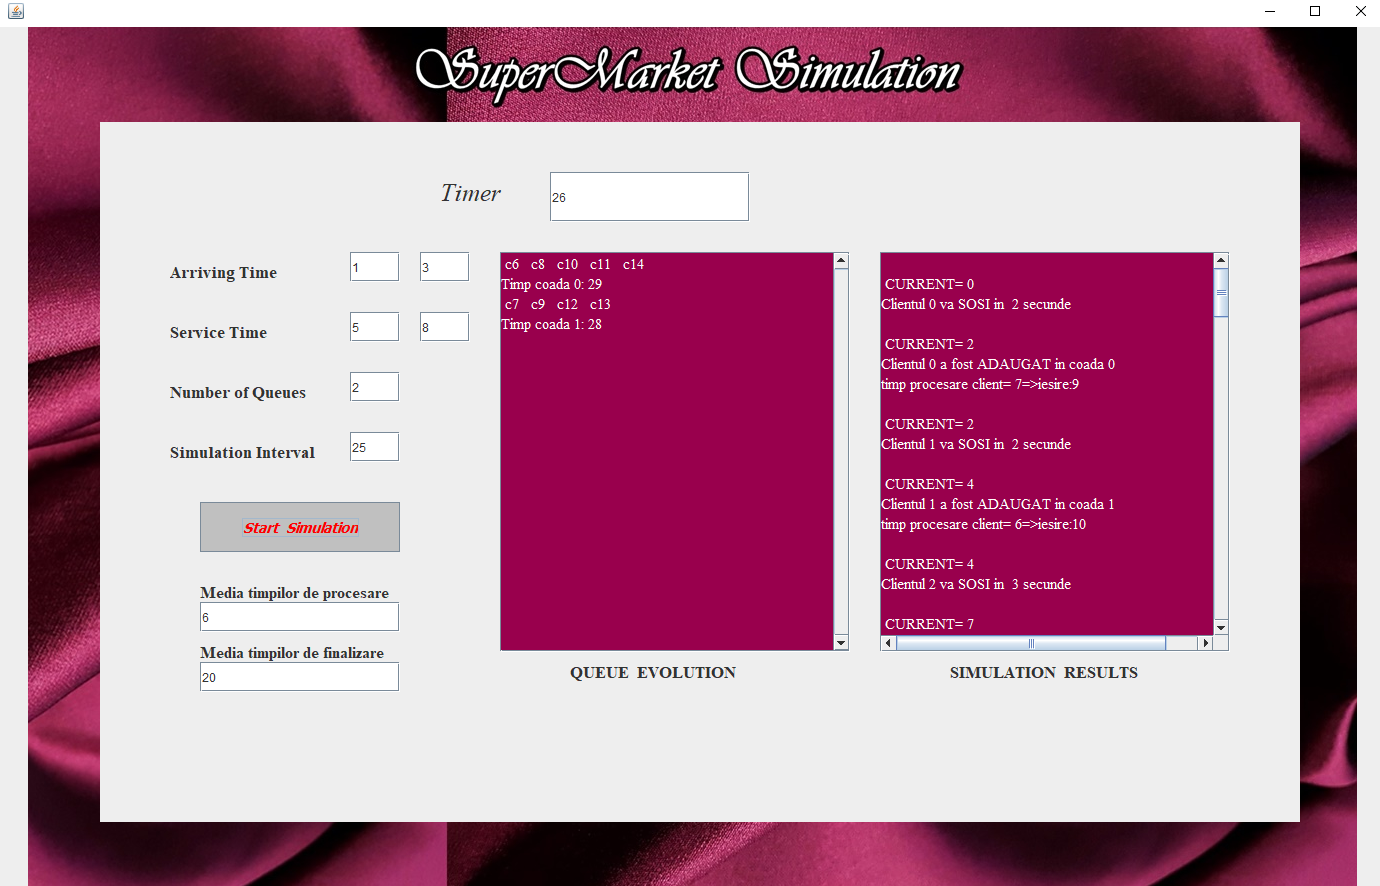 SuperMarket Simulation
Timer 26
Arriving Time 1 3
Service Time 5 8
Number of Queues 2
Simulation Interval 25
Start Simulation
Media timpilor de procesare
6
Media timpilor de finalizare
20
c6 c8 c10 c11 c14
Timp coada 0: 29
c7 c9 c12 c13
Timp coada 1: 28
QUEUE EVOLUTION
CURRENT= 0
Clientul 0 va SOSI in 2 secunde
CURRENT= 2
Clientul 0 a fost ADAUGAT in coada 0
timp procesare client= 7=>iesire:9
CURRENT= 2
Clientul 1 va SOSI in 2 secunde
CURRENT= 4
Clientul 1 a fost ADAUGAT in coada 1
timp procesare client= 6=>iesire:10
CURRENT= 4
Clientul 2 va SOSI in 3 secunde
CURRENT= 7
SIMULATION RESULTS